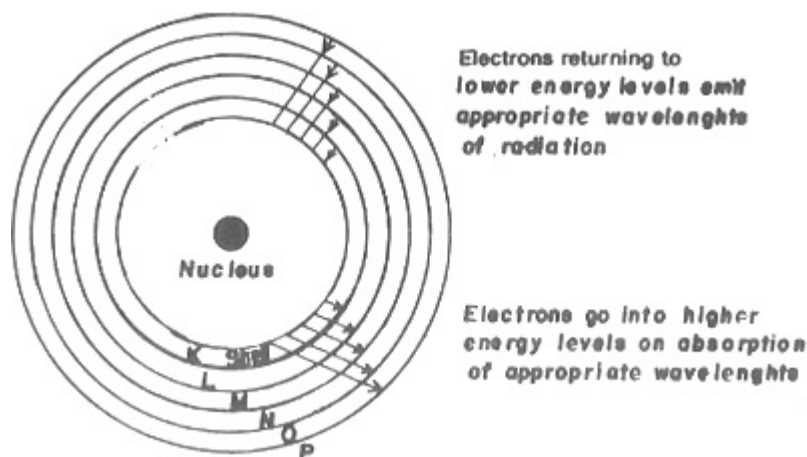 Electrons returning to
lower energy levels emit
appropriate wavelenghts
of radiation
Nucleus
Electrons go into higher
energy levels on absorption
of appropriate wavelenghts
K Shell
L
M
N
O
P